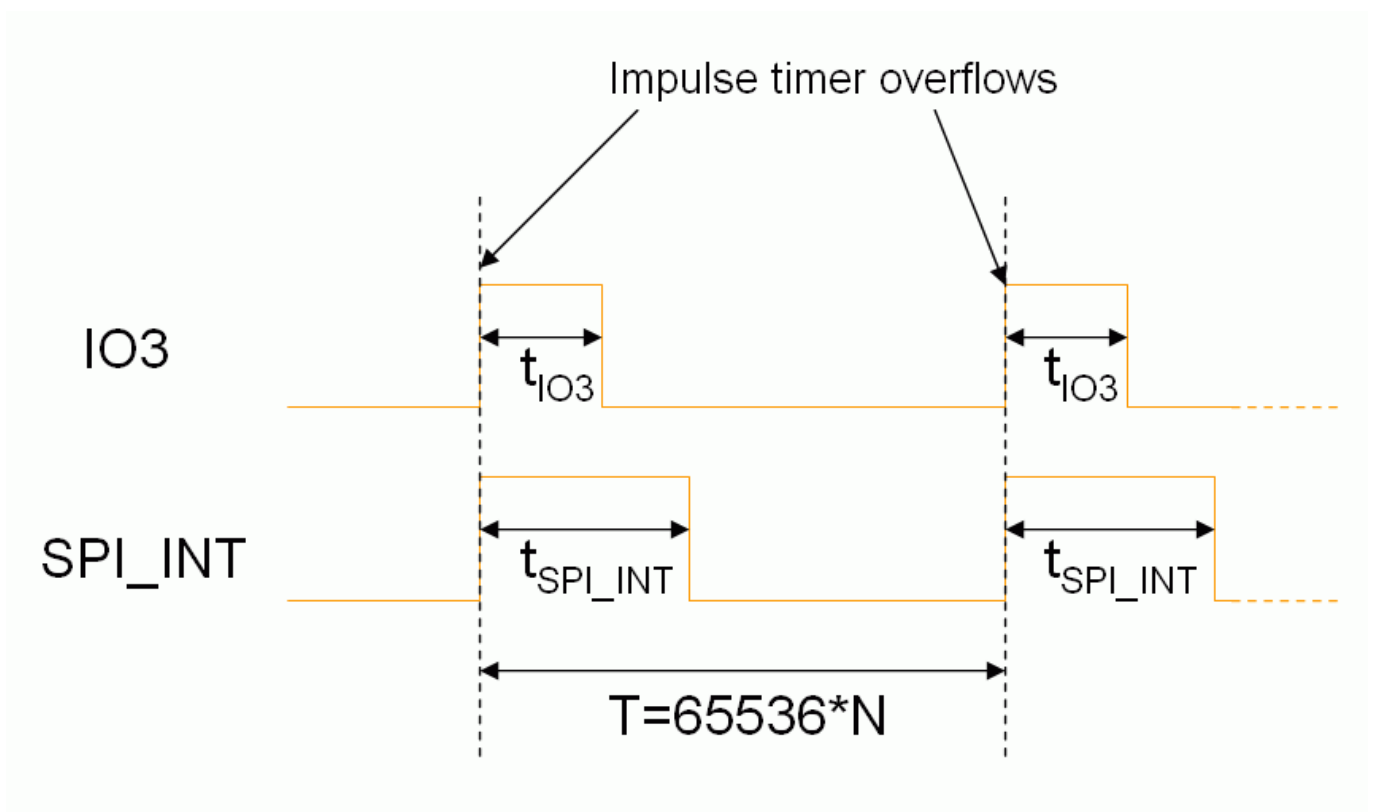 Impulse timer overflows
IO3
tIO3
tIO3
SPI_INT
tSPI_INT
tSPI_INT
T=65536*N